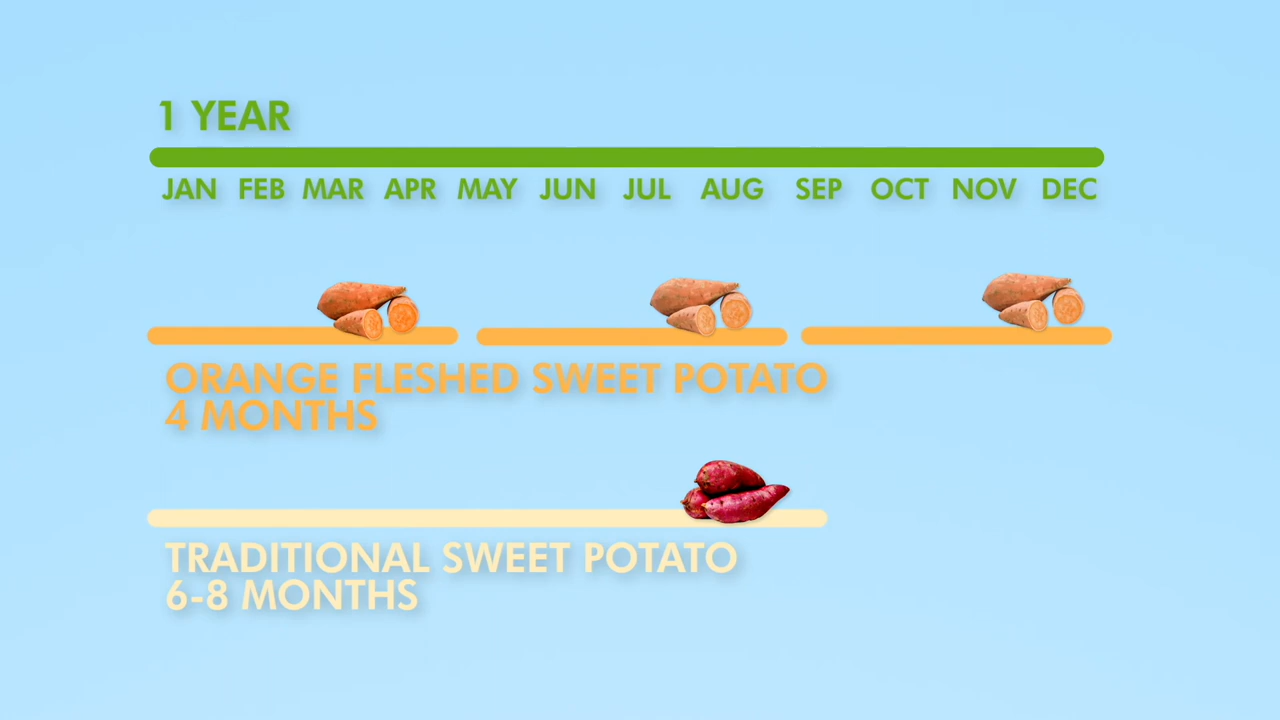 1 YEAR
JAN FEB MAR APR MAY JUN JUL AUG SEP OCT NOV DEC
ORANGE FLESHED SWEET POTATO
4 MONTHS
TRADITIONAL SWEET POTATO
6-8 MONTHS